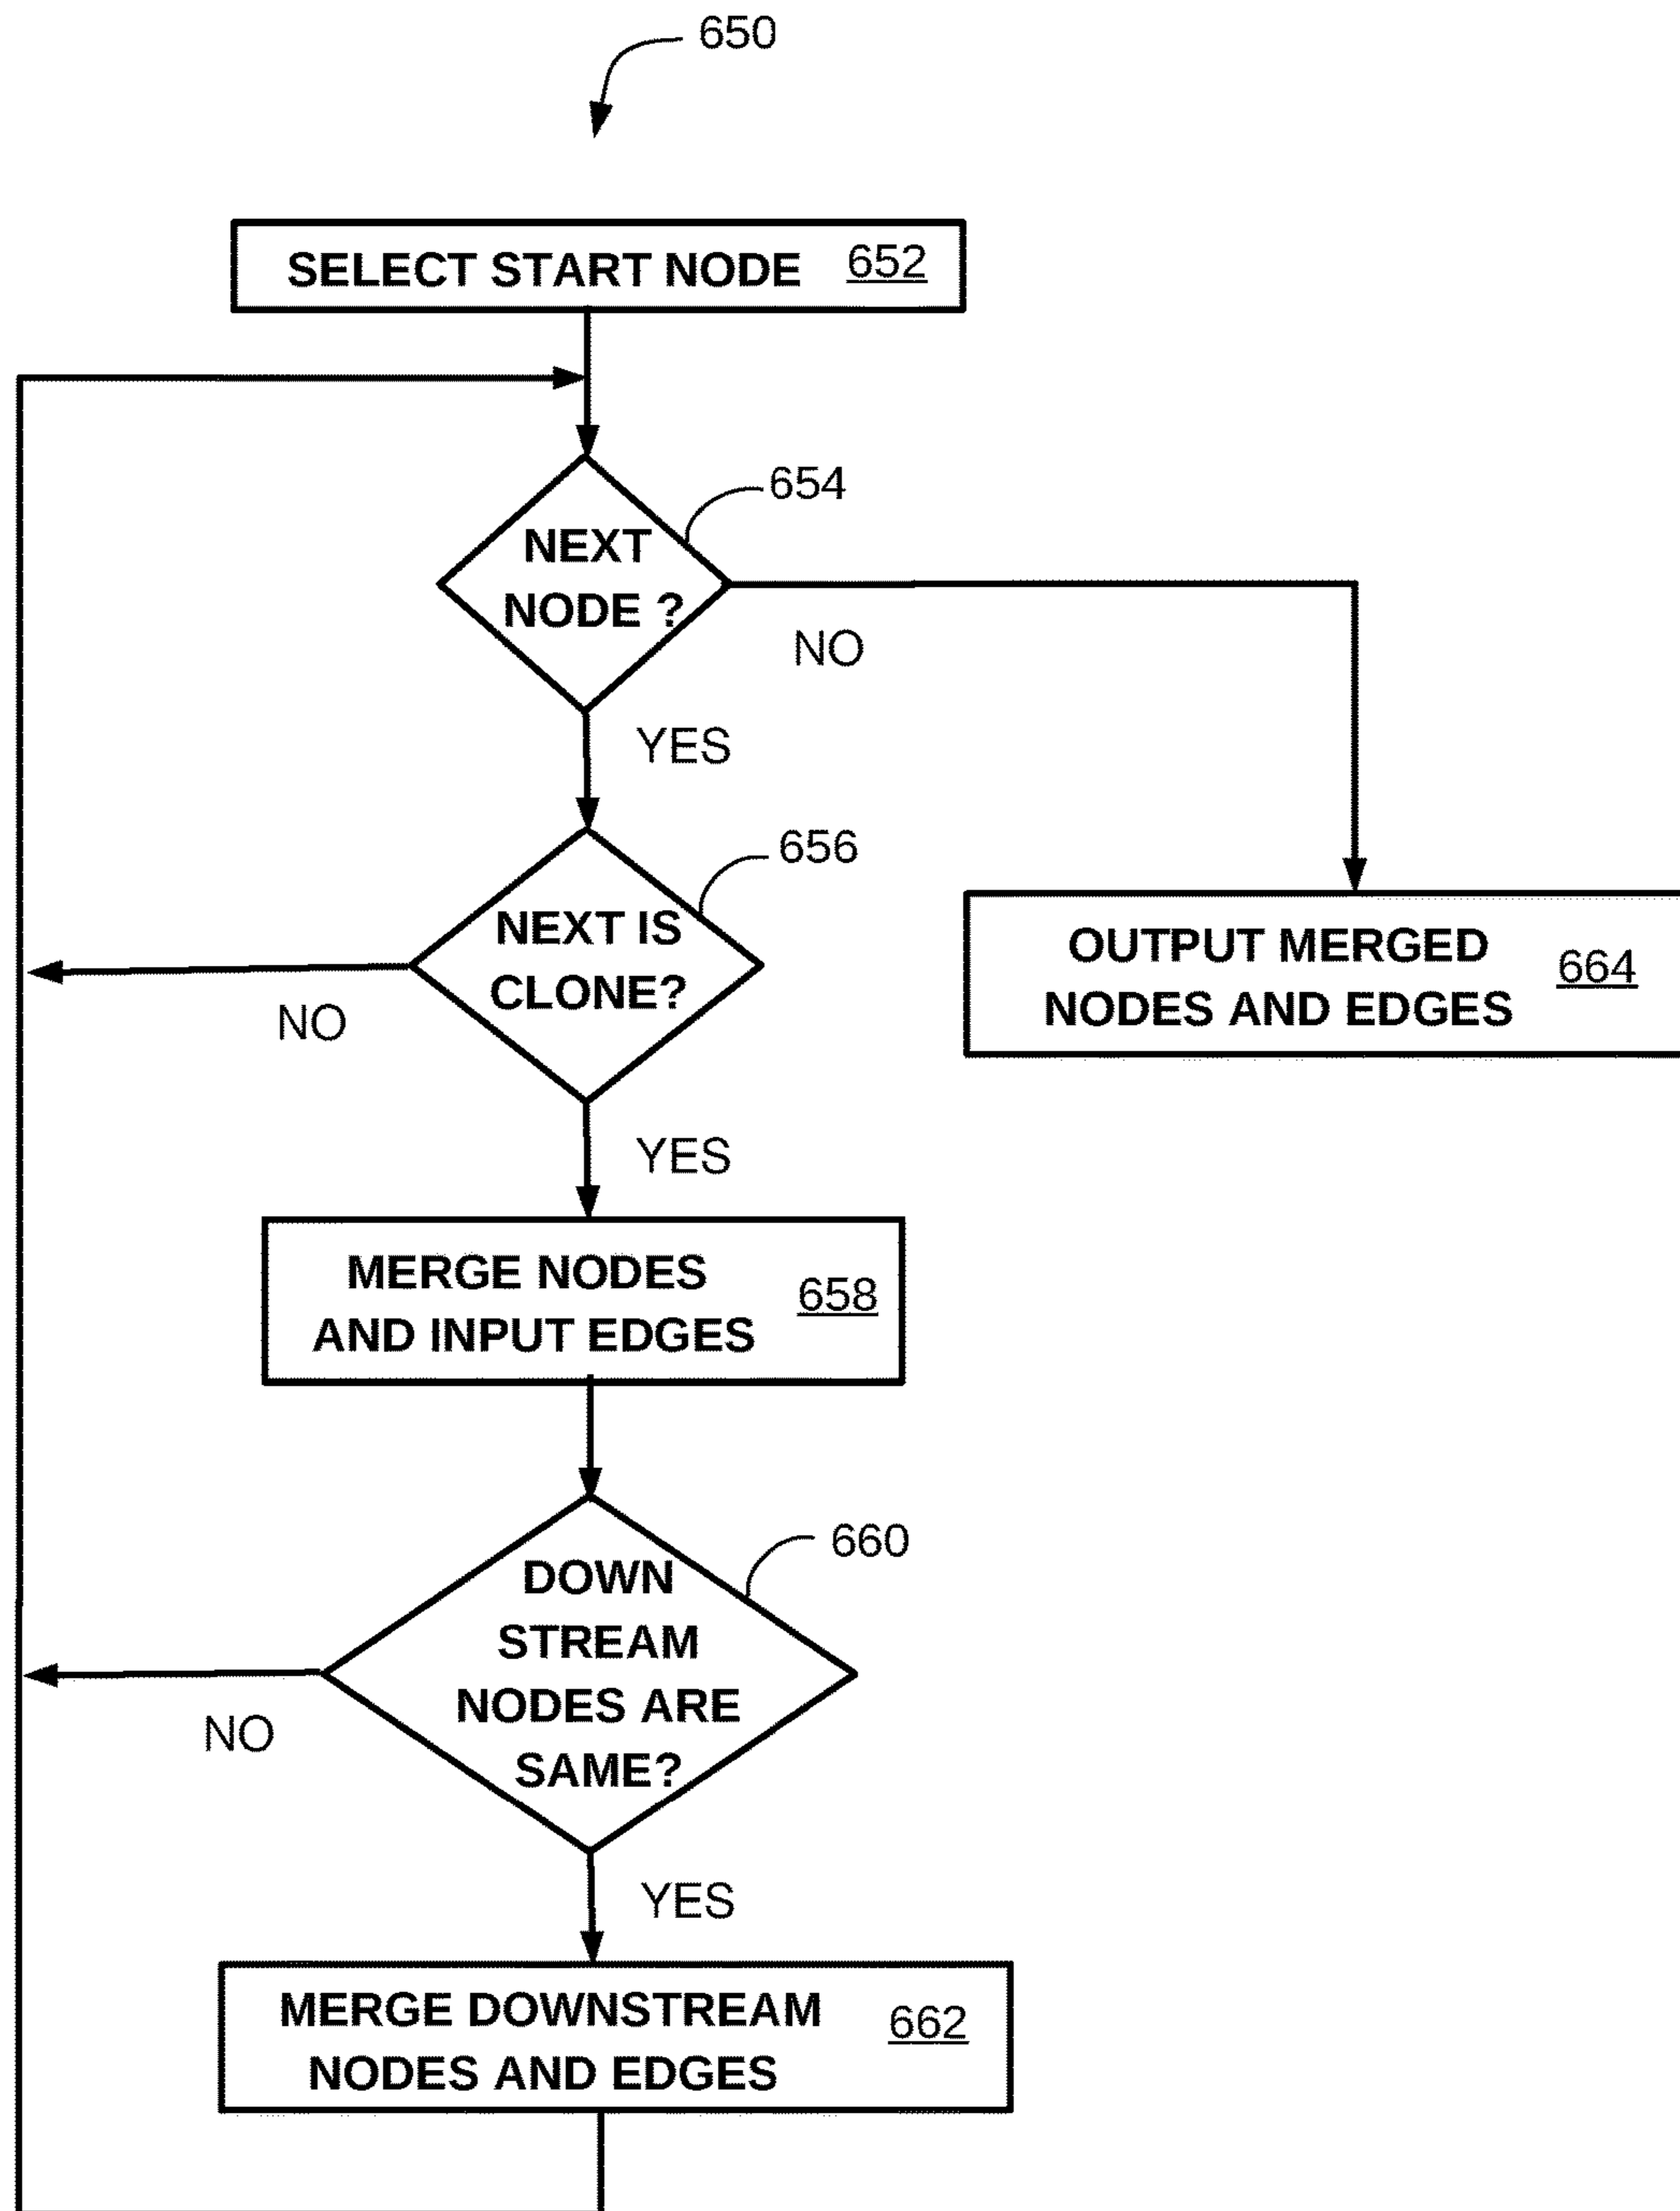 650
SELECT START NODE 652
654
NEXT
NODE ?
NO
YES
656
NEXT IS
CLONE?
NO
OUTPUT MERGED
NODES AND EDGES
664
YES
MERGE NODES
AND INPUT EDGES
658
660
DOWN
STREAM
NODES ARE
SAME?
NO
YES
MERGE DOWNSTREAM
NODES AND EDGES
662